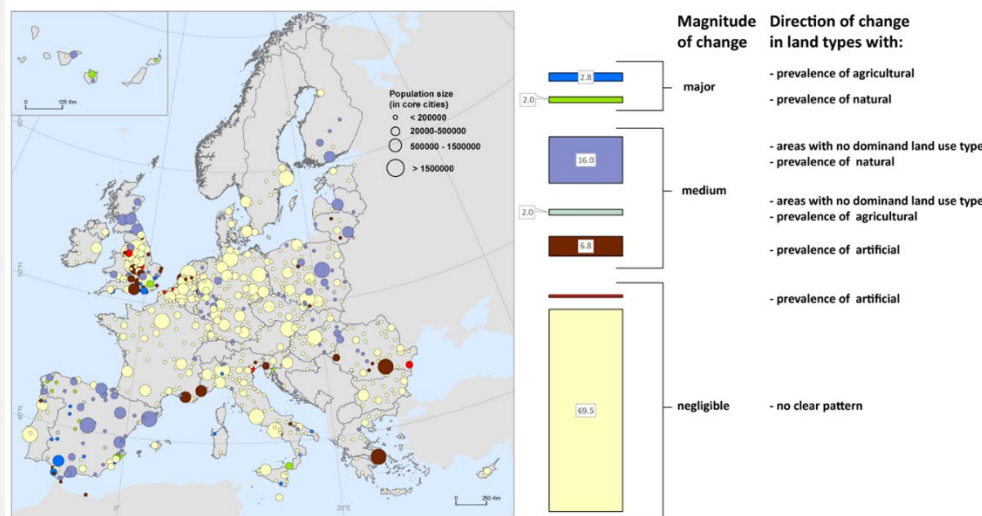 Population size
(in core cities)
< 200000
20000-500000
500000 - 1500000
> 1500000
125 Km
0°
20°E
50°N
40°N
250 Km
Magnitude
of change
Direction of change
in land types with:
2.8
2.0
major
- prevalence of agricultural
- prevalence of natural
16.0
2.0
6.8
medium
- areas with no dominand land use type
- prevalence of natural
- areas with no dominand land use type
- prevalence of agricultural
- prevalence of artificial
69.5
negligible
- prevalence of artificial
- no clear pattern